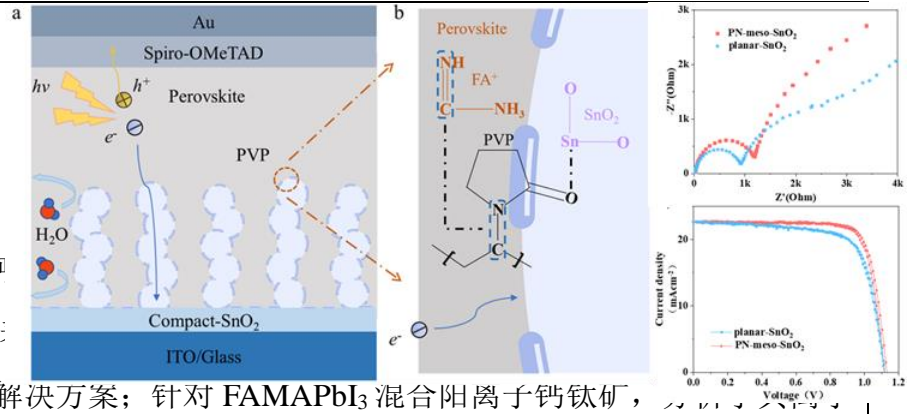 a
Au
Spiro-OMeTAD
hν
h+
Perovskite
e-
PVP
H2O
Compact-SnO2
ITO/Glass
b
Perovskite
NH
FA+
C
NH3
O
SnO2
Sn
O
PVP
O
N
C
e-
3k
2k
1k
0
-Z''(Ohm)
PN-meso-SnO2
planar-SnO2
0
1k
2k
3k
4k
Z'(Ohm)
20
10
0
Current density
(mAcm-2)
planar-SnO2
PN-meso-SnO2
0.0
0.2
0.4
0.6
0.8
1.0
1.2
Voltage（V）
解决方案；针对 FAMAPbI3 混合阳离子钙钛矿，